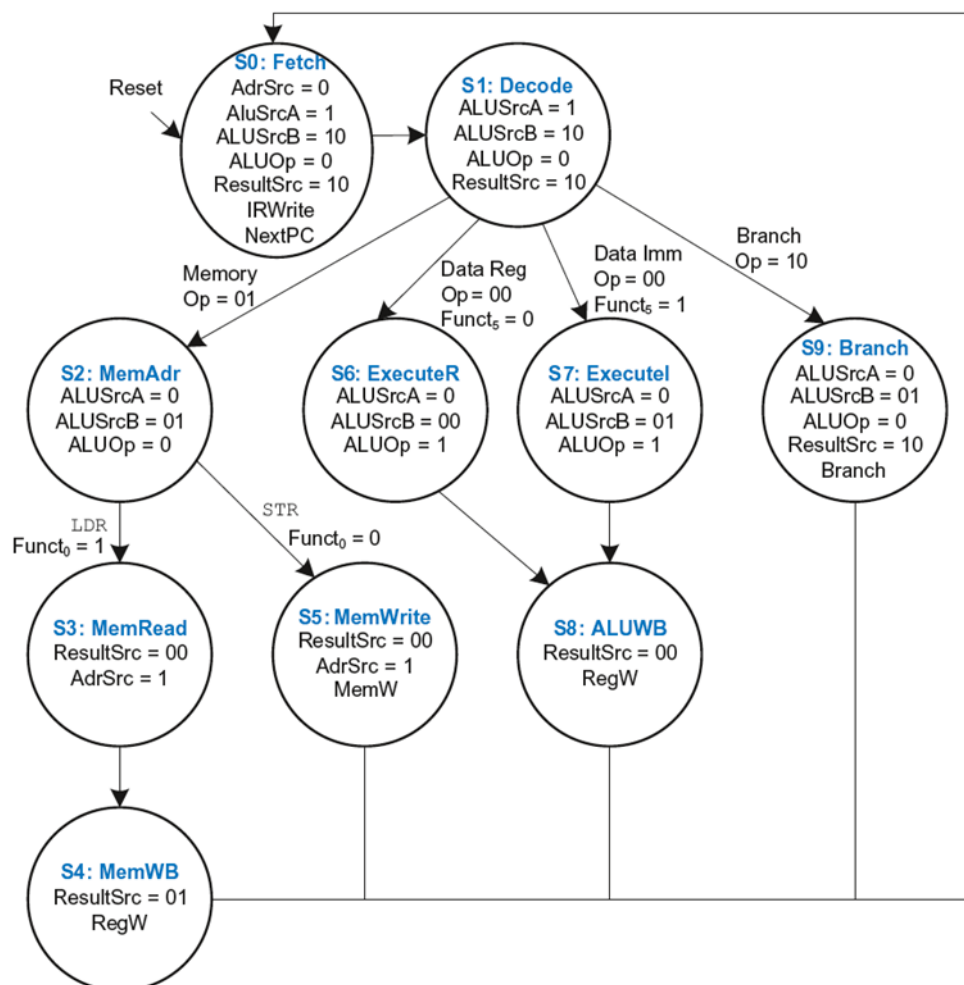 S0: Fetch
AdrSrc = 0
AluSrcA = 1
ALUSrcB = 10
ALUOp = 0
ResultSrc = 10
IRWrite
NextPC
Reset
S1: Decode
ALUSrcA = 1
ALUSrcB = 10
ALUOp = 0
ResultSrc = 10
Memory
Op = 01
Data Reg
Op = 00
Funct₅ = 0
Data Imm
Op = 00
Funct₅ = 1
Branch
Op = 10
S2: MemAdr
ALUSrcA = 0
ALUSrcB = 01
ALUOp = 0
S6: ExecuteR
ALUSrcA = 0
ALUSrcB = 00
ALUOp = 1
S7: ExecuteI
ALUSrcA = 0
ALUSrcB = 01
ALUOp = 1
S9: Branch
ALUSrcA = 0
ALUSrcB = 01
ALUOp = 0
ResultSrc = 10
Branch
LDR
Funct₀ = 1
STR
Funct₀ = 0
S3: MemRead
ResultSrc = 00
AdrSrc = 1
S5: MemWrite
ResultSrc = 00
AdrSrc = 1
MemW
S8: ALUWB
ResultSrc = 00
RegW
S4: MemWB
ResultSrc = 01
RegW